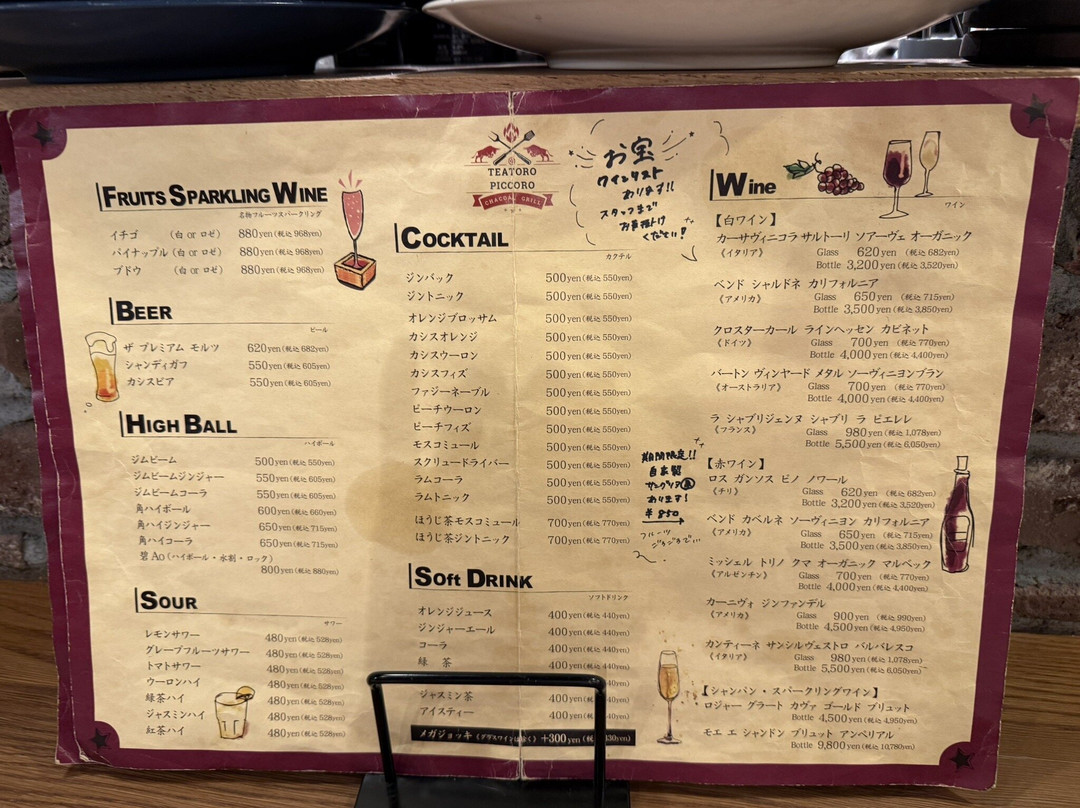 TEATORO
PICCORO
CHACOAL GRILL
FRUITS SPARKLING WINE
名物フルーツスパークリング
イチゴ (白 or ロゼ) 880yen(税込 968yen)
パイナップル (白 or ロゼ) 880yen(税込 968yen)
ブドウ (白 or ロゼ) 880yen(税込 968yen)
BEER
ビール
ザ プレミアム モルツ 620yen(税込 682yen)
シャンディガフ 550yen(税込 605yen)
カシスビア 550yen(税込 605yen)
HIGH BALL
ハイボール
ジムビーム 500yen(税込 550yen)
ジムビームジンジャー 550yen(税込 605yen)
ジムビームコーラ 550yen(税込 605yen)
角ハイボール 600yen(税込 660yen)
角ハイジンジャー 650yen(税込 715yen)
角ハイコーラ 650yen(税込 715yen)
碧Ao(ハイボール・水割・ロック)
800yen(税込 880yen)
SOUR
サワー
レモンサワー 480yen(税込 528yen)
グレープフルーツサワー 480yen(税込 528yen)
トマトサワー 480yen(税込 528yen)
ウーロンハイ 480yen(税込 528yen)
緑茶ハイ 480yen(税込 528yen)
ジャスミンハイ 480yen(税込 528yen)
紅茶ハイ 480yen(税込 528yen)
COCKTAIL
カクテル
ジンバック 500yen(税込 550yen)
ジントニック 500yen(税込 550yen)
オレンジブロッサム 500yen(税込 550yen)
カシスオレンジ 500yen(税込 550yen)
カシスウーロン 500yen(税込 550yen)
カシスフィズ 500yen(税込 550yen)
ファジーネーブル 500yen(税込 550yen)
ピーチウーロン 500yen(税込 550yen)
ピーチフィズ 500yen(税込 550yen)
モスコミュール 500yen(税込 550yen)
スクリュードライバー 500yen(税込 550yen)
ラムコーラ 500yen(税込 550yen)
ラムトニック 500yen(税込 550yen)
ほうじ茶モスコミュール 700yen(税込 770yen)
ほうじ茶ジントニック 700yen(税込 770yen)
SOFT DRINK
ソフトドリンク
オレンジジュース 400yen(税込 440yen)
ジンジャーエール 400yen(税込 440yen)
コーラ 400yen(税込 440yen)
緑 茶 400yen(税込 440yen)
ジャスミン茶 400yen(税込 440yen)
アイスティー 400yen(税込 440yen)
メガジョッキ(グラスワインは除く) +300yen(税込 330yen)
お宝
ワインリスト
あります!!
スタッフまで
お声掛け
ください!
期間限定!!
自家製
サングリア赤
あります!
¥850
フルーツ
ごろごろで…
Wine
ワイン
【白ワイン】
カーサヴィニコラ サルトーリ ソアーヴェ オーガニック
《イタリア》 Glass 620yen (税込 682yen)
Bottle 3,200yen(税込 3,520yen)
ベンド シャルドネ カリフォルニア
《アメリカ》 Glass 650yen (税込 715yen)
Bottle 3,500yen(税込 3,850yen)
クロスターカール ラインヘッセン カビネット
《ドイツ》 Glass 700yen (税込 770yen)
Bottle 4,000yen(税込 4,400yen)
バートン ヴィンヤード メタル ソーヴィニヨンブラン
《オーストラリア》 Glass 700yen (税込 770yen)
Bottle 4,000yen(税込 4,400yen)
ラ シャブリジェンヌ シャブリ ラ ピエレレ
《フランス》 Glass 980yen(税込 1,078yen)
Bottle 5,500yen(税込 6,050yen)
【赤ワイン】
ロス ガンソス ピノ ノワール
《チリ》 Glass 620yen (税込 682yen)
Bottle 3,200yen(税込 3,520yen)
ベンド カベルネ ソーヴィニヨン カリフォルニア
《アメリカ》 Glass 650yen (税込 715yen)
Bottle 3,500yen(税込 3,850yen)
ミッシェル トリノ クマ オーガニック マルベック
《アルゼンチン》 Glass 700yen (税込 770yen)
Bottle 4,000yen(税込 4,400yen)
カーニヴォ ジンファンデル
《アメリカ》 Glass 900yen (税込 990yen)
Bottle 4,500yen(税込 4,950yen)
カンティーネ サンシルヴェストロ バルバレスコ
《イタリア》 Glass 980yen(税込 1,078yen)
Bottle 5,500yen(税込 6,050yen)
【シャンパン・スパークリングワイン】
ロジャー グラート カヴァ ゴールド ブリュット
Bottle 4,500yen(税込 4,950yen)
モエ エ シャンドン ブリュット アンペリアル
Bottle 9,800yen(税込 10,780yen)